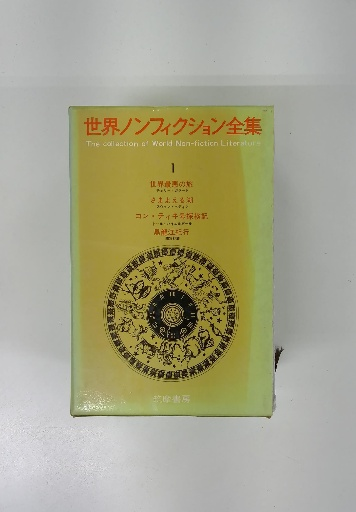 世界ノンフィクション全集
The collection of World Non-fiction Literature
1
世界最悪の旅
さまよえる湖
コン・ティキ号探検記
黒竜江紀行
筑摩書房